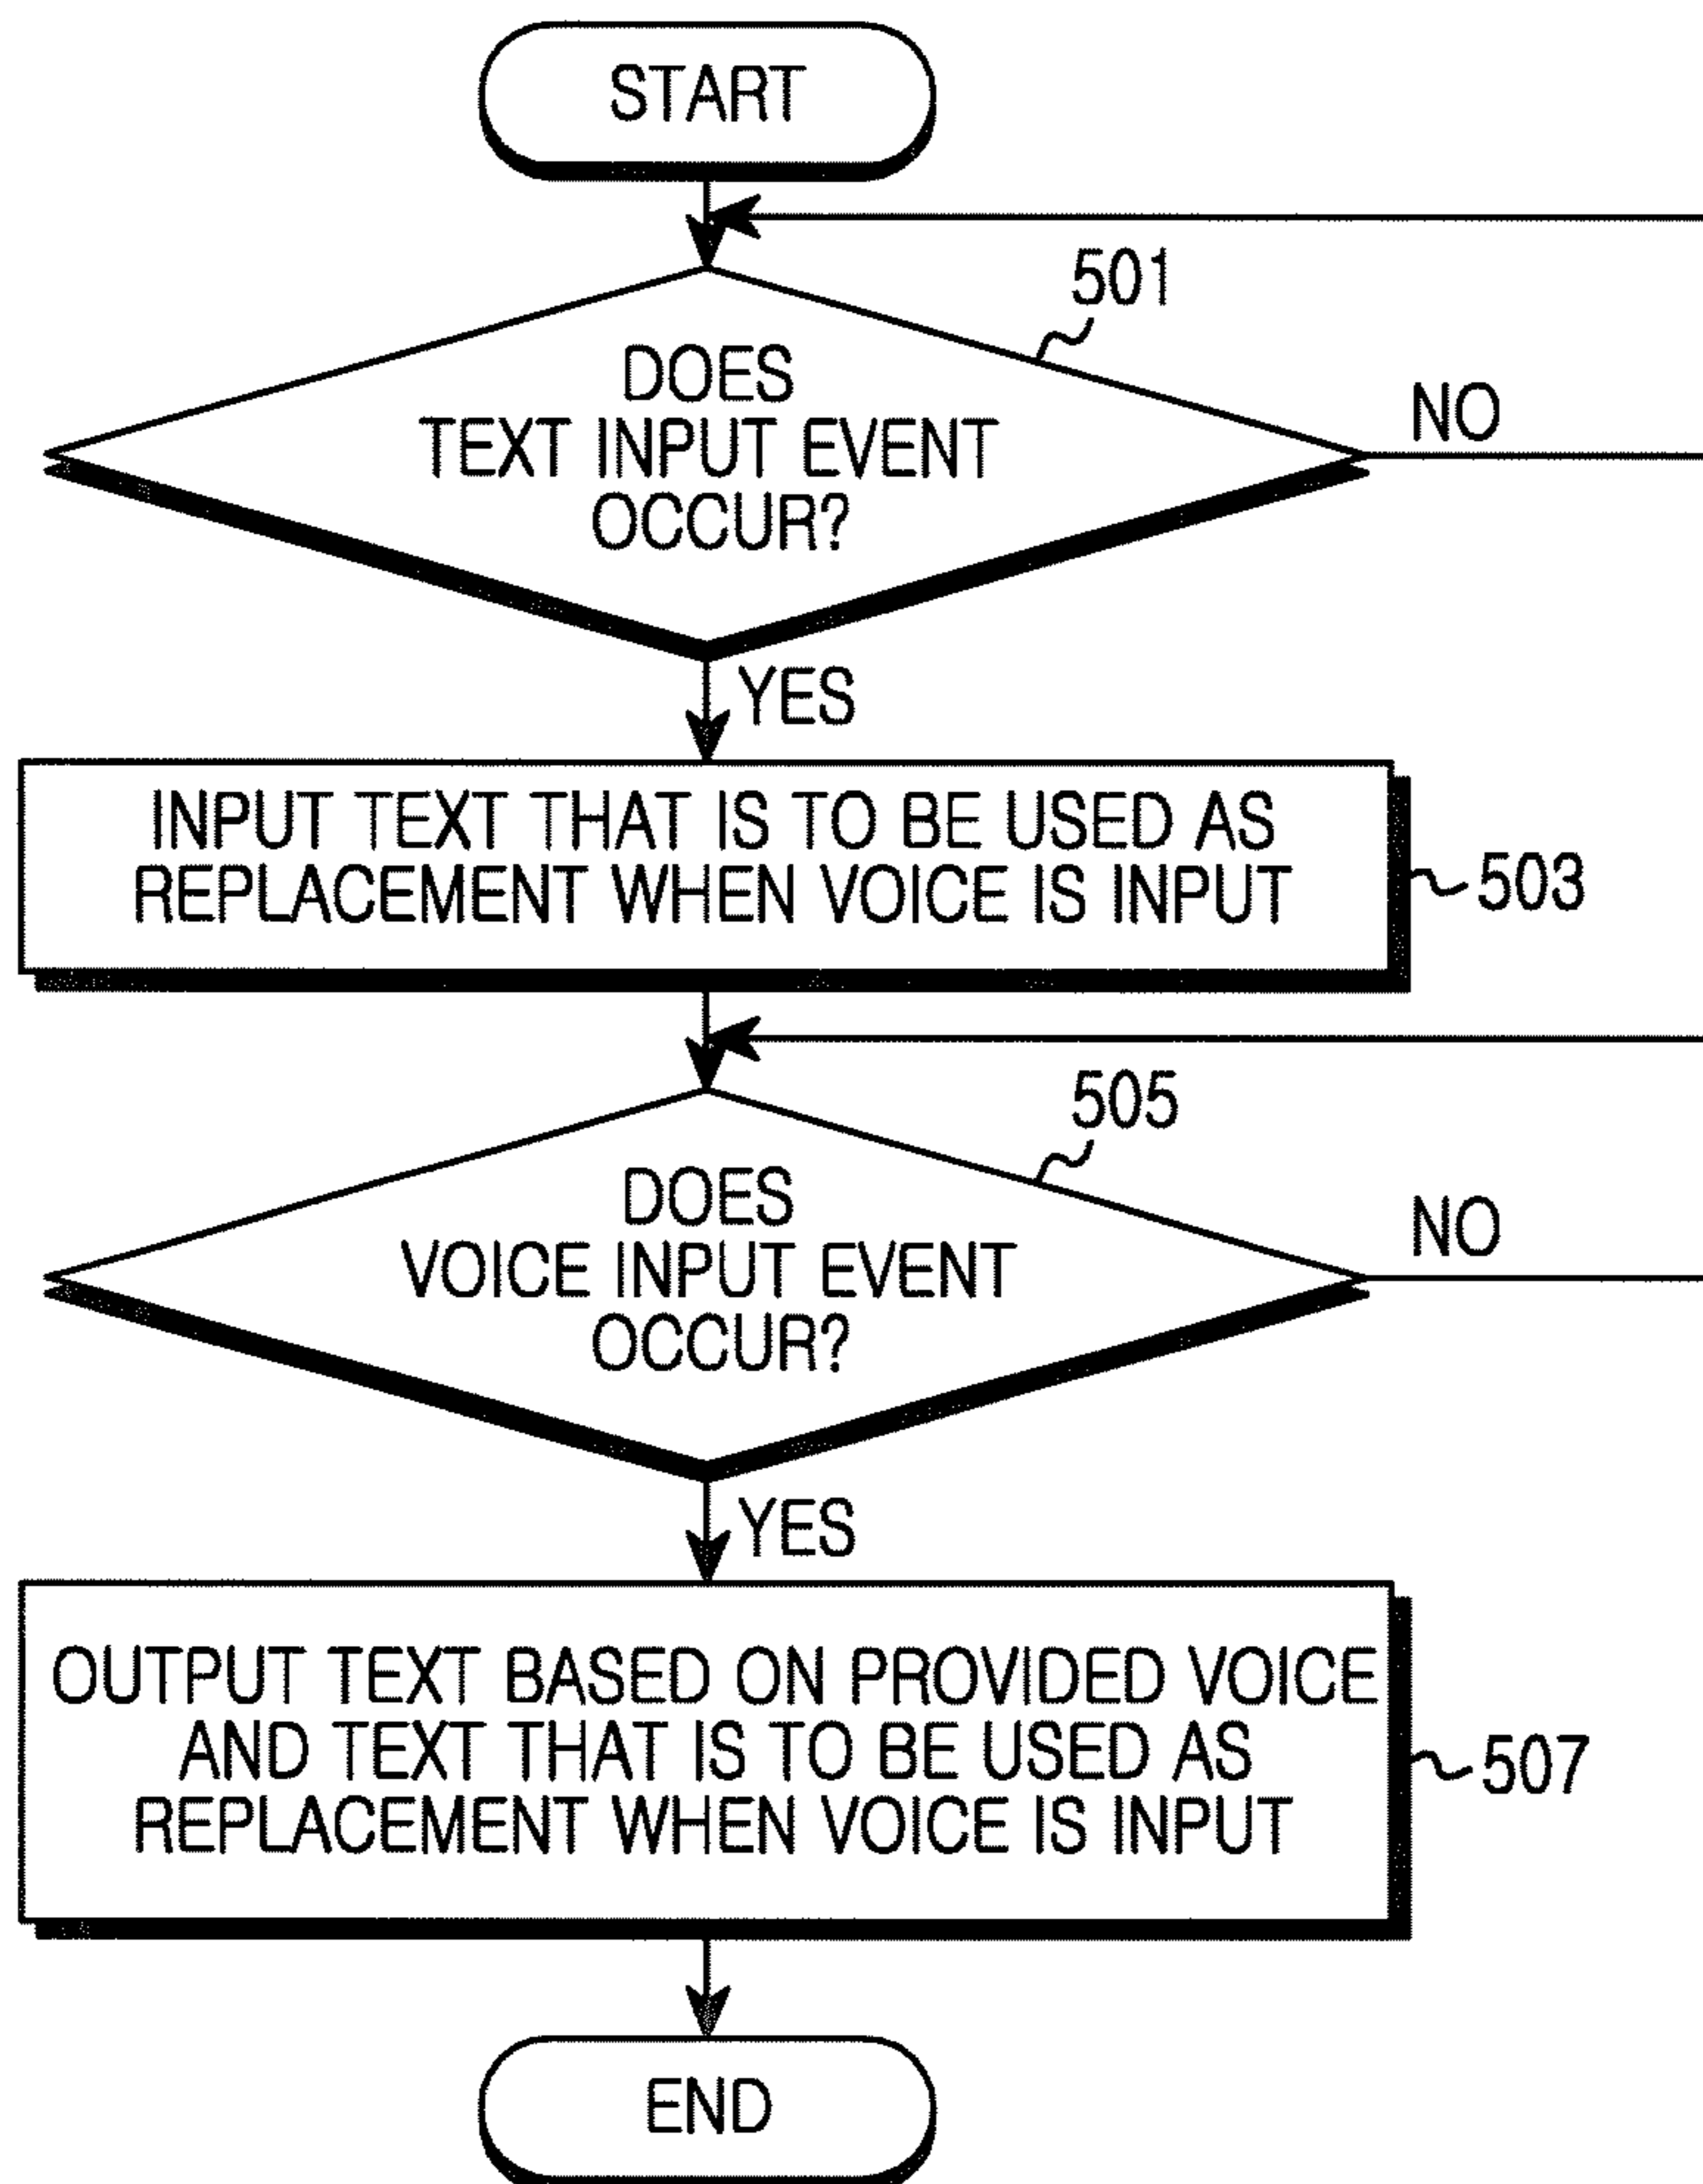 START
501
DOES
TEXT INPUT EVENT
OCCUR?
NO
YES
INPUT TEXT THAT IS TO BE USED AS
REPLACEMENT WHEN VOICE IS INPUT
503
505
DOES
VOICE INPUT EVENT
OCCUR?
NO
YES
OUTPUT TEXT BASED ON PROVIDED VOICE
AND TEXT THAT IS TO BE USED AS
REPLACEMENT WHEN VOICE IS INPUT
507
END